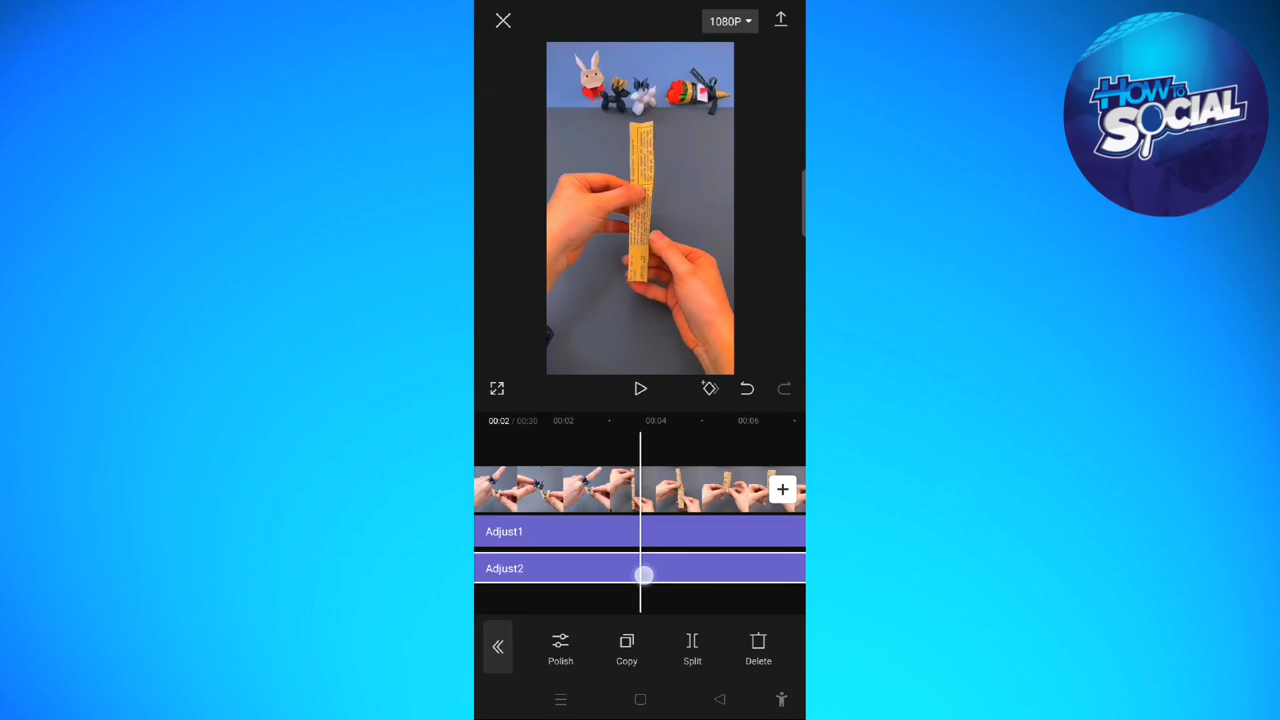 1080P
HOW TO
SOCIAL
00:02 / 00:30
00:02
00:04
00:06
Adjust1
Adjust2
Polish
Copy
Split
Delete